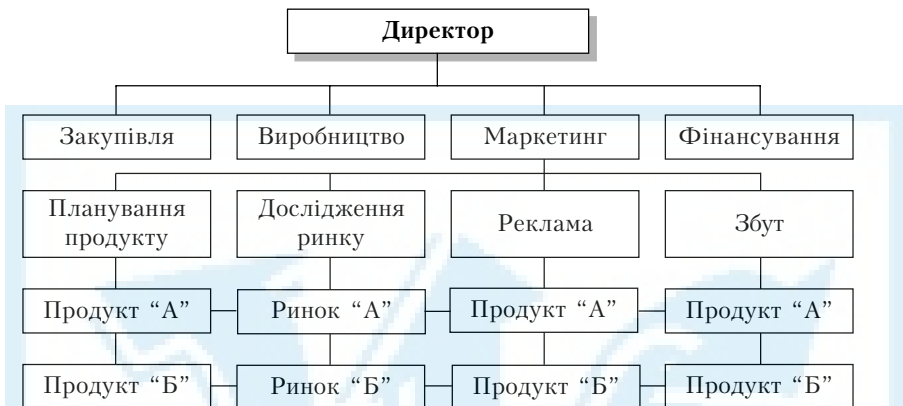 Директор
Закупівля
Виробництво
Маркетинг
Фінансування
Планування
продукту
Дослідження
ринку
Реклама
Збут
Продукт “А”
Ринок “А”
Продукт “А”
Продукт “А”
Продукт “Б”
Ринок “Б”
Продукт “Б”
Продукт “Б”